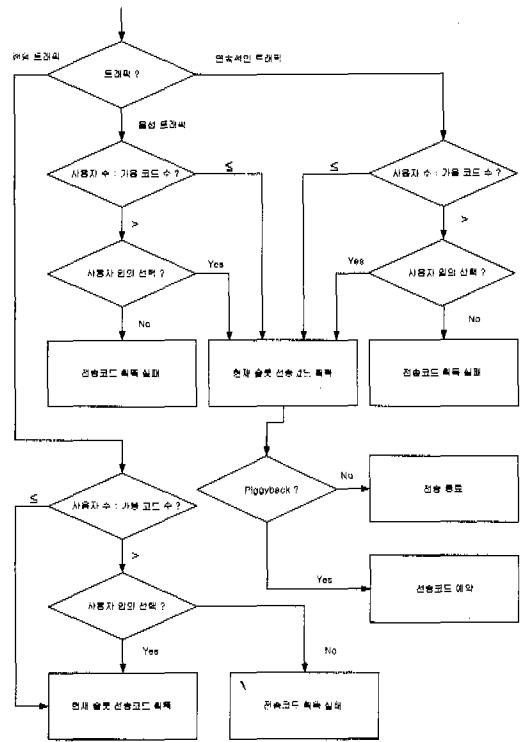 트래픽
연속적인 트래픽
트래픽 ?
음성 트래픽
사용자 수 : 가용 코드 수 ?
≤
≤
사용자 수 : 가용 코드 수 ?
>
>
사용자 임의 선택 ?
Yes
Yes
사용자 임의 선택 ?
No
No
전송코드 획득 실패
현재 슬롯 전송코드 획득
전송코드 획득 실패
Piggyback ?
No
전송 종료
≤
사용자 수 : 가용 코드 수 ?
>
Yes
전송코드 예약
사용자 임의 선택 ?
Yes
No
현재 슬롯 전송코드 획득
전송코드 획득 실패